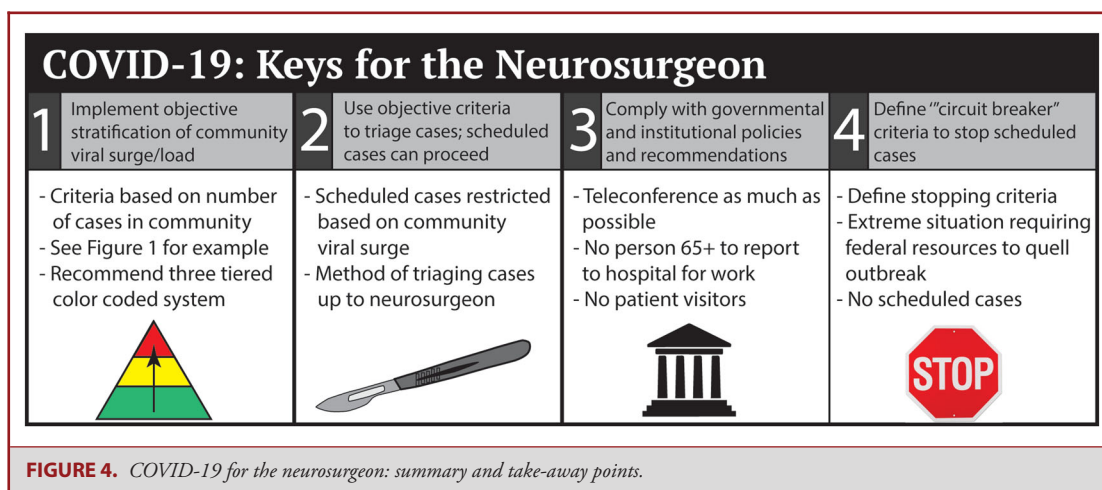 COVID-19: Keys for the Neurosurgeon
1
Implement objective
stratification of community
viral surge/load
- Criteria based on number
of cases in community
- See Figure 1 for example
- Recommend three tiered
color coded system
2
Use objective criteria
to triage cases; scheduled
cases can proceed
- Scheduled cases restricted
based on community
viral surge
- Method of triaging cases
up to neurosurgeon
3
Comply with governmental
and institutional policies
and recommendations
- Teleconference as much as
possible
- No person 65+ to report
to hospital for work
- No patient visitors
4
Define '"circuit breaker"
criteria to stop scheduled
cases
- Define stopping criteria
- Extreme situation requiring
federal resources to quell
outbreak
- No scheduled cases
STOP
FIGURE 4. COVID-19 for the neurosurgeon: summary and take-away points.